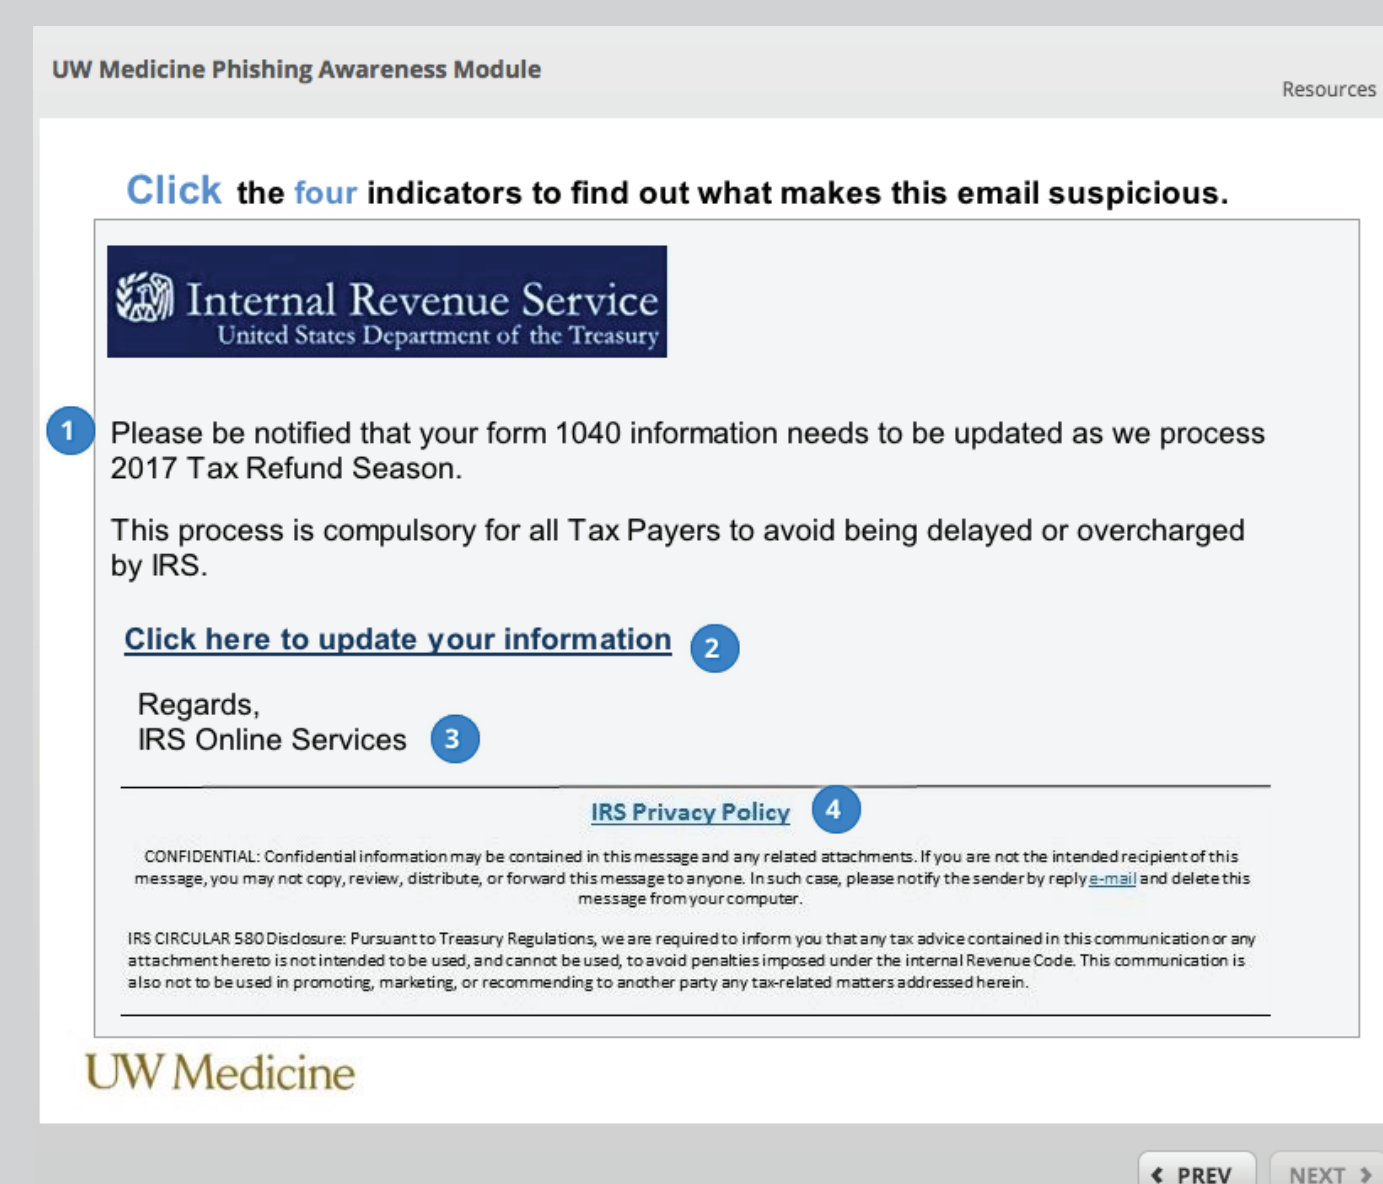 UW Medicine Phishing Awareness Module
Resources
Click the four indicators to find out what makes this email suspicious.
Internal Revenue Service
United States Department of the Treasury
1
Please be notified that your form 1040 information needs to be updated as we process
2017 Tax Refund Season.
This process is compulsory for all Tax Payers to avoid being delayed or overcharged
by IRS.
Click here to update your information
2
Regards,
IRS Online Services
3
IRS Privacy Policy
4
CONFIDENTIAL: Confidential information may be contained in this message and any related attachments. If you are not the intended recipient of this
message, you may not copy, review, distribute, or forward this message to anyone. In such case, please notify the sender by reply e-mail and delete this
message from your computer.
IRS CIRCULAR 580 Disclosure: Pursuant to Treasury Regulations, we are required to inform you that any tax advice contained in this communication or any
attachment hereto is not intended to be used, and cannot be used, to avoid penalties imposed under the internal Revenue Code. This communication is
also not to be used in promoting, marketing, or recommending to another party any tax-related matters addressed herein.
UW Medicine
PREV
NEXT